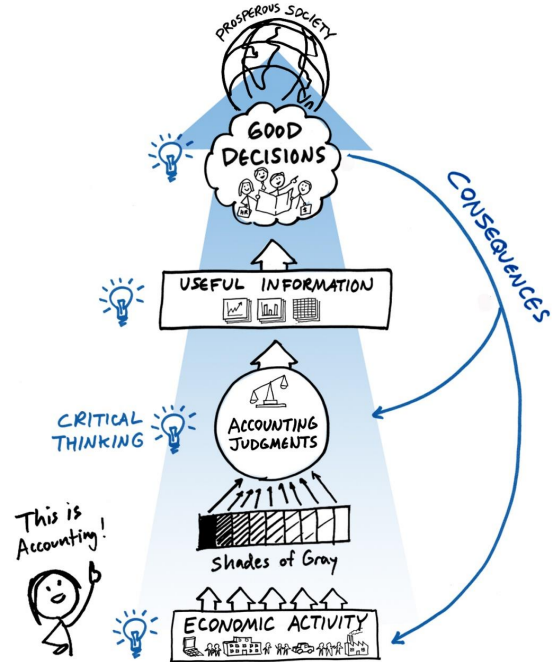 PROSPEROUS SOCIETY
GOOD
DECISIONS
HR
$
CONSEQUENCES
USEFUL INFORMATION
CRITICAL
THINKING
ACCOUNTING
JUDGMENTS
Shades of Gray
This is
Accounting!
ECONOMIC ACTIVITY